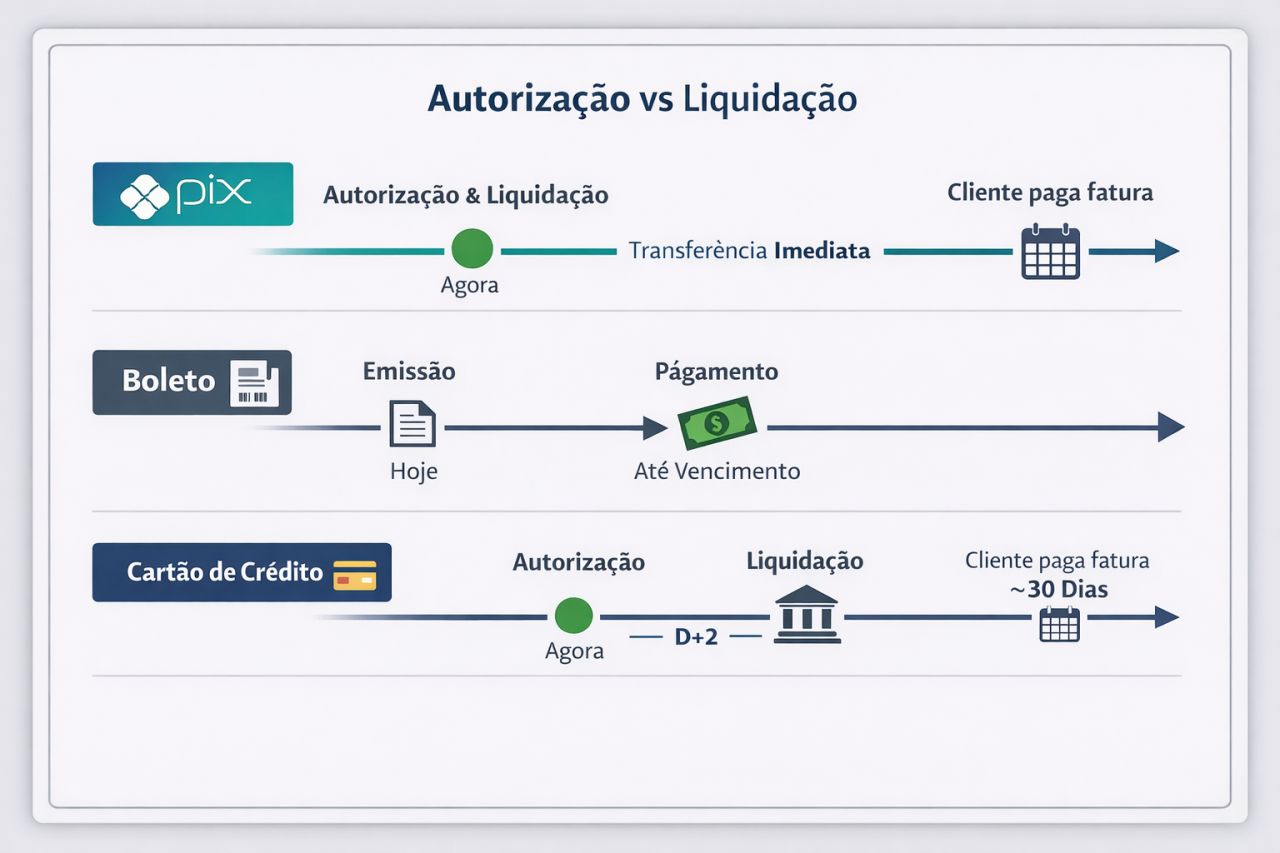 Autorização vs Liquidação
pix
Autorização & Liquidação
Cliente paga fatura
Transferència Imediata
Agora
Boleto
Emissão
Págamento
$
Hoje
Até Vencimento
Cartão de Crédito
Autorização
Liquidação
Cliente paga fatura
~30 Dias
D+2
Agora